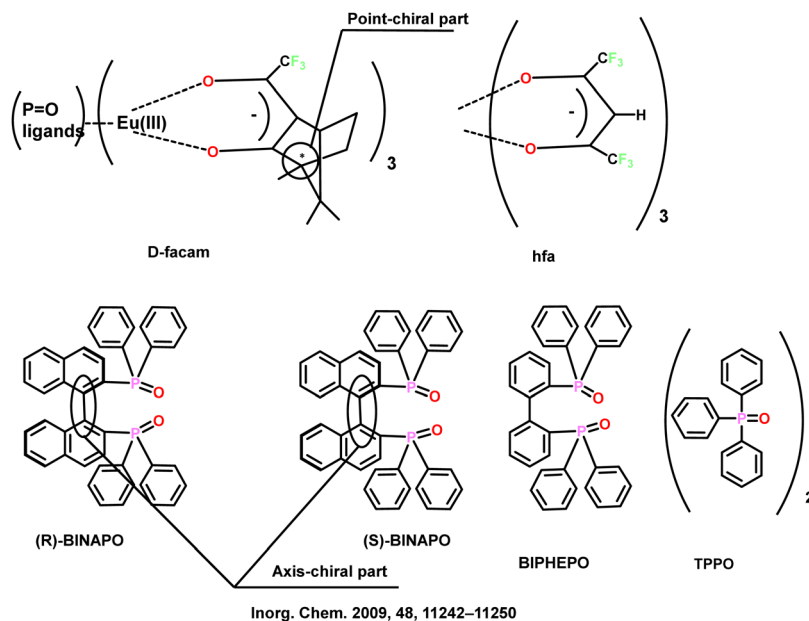 Point-chiral part
CF3
O
P=O
ligands
Eu(III)
-
O
*
3
D-facam
CF3
O
-
H
O
CF3
3
hfa
P
O
O
P
(R)-BINAPO
P
O
O
P
(S)-BINAPO
P
O
O
P
BIPHEPO
P
O
2
TPPO
Axis-chiral part
Inorg. Chem. 2009, 48, 11242–11250